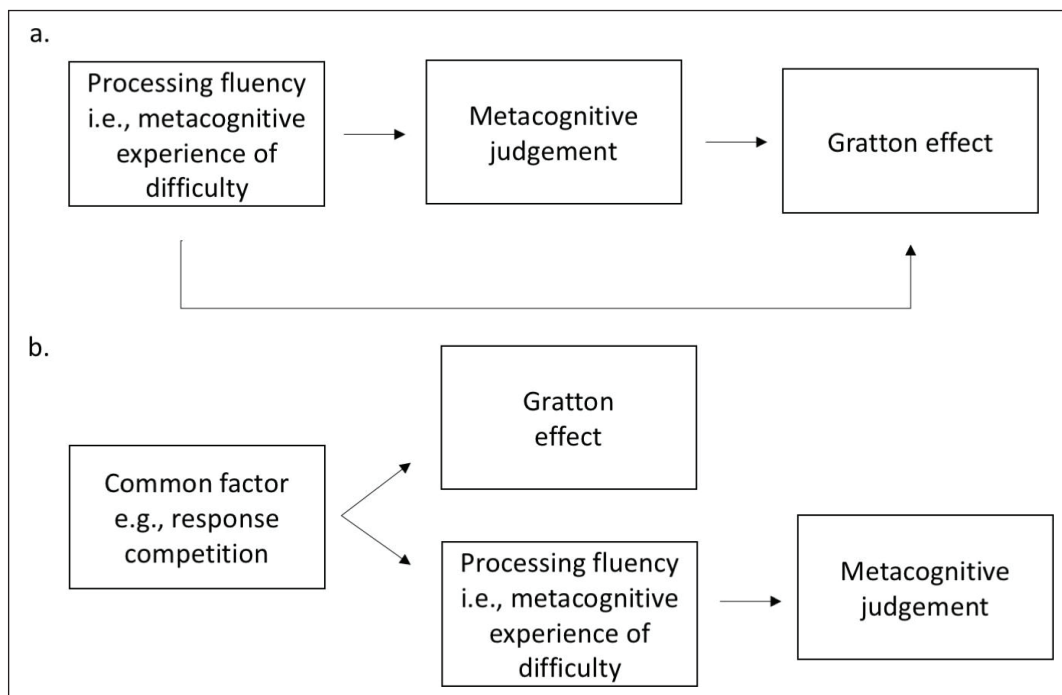 a.
Processing fluency
i.e., metacognitive
experience of
difficulty
Metacognitive
judgement
Gratton effect
b.
Common factor
e.g., response
competition
Gratton
effect
Processing fluency
i.e., metacognitive
experience of
difficulty
Metacognitive
judgement